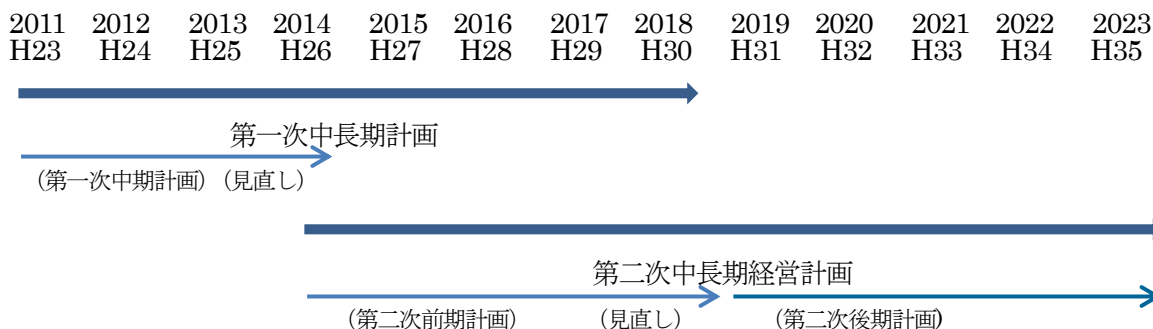 2011 2012 2013 2014 2015 2016 2017 2018 2019 2020 2021 2022 2023
H23 H24 H25 H26 H27 H28 H29 H30 H31 H32 H33 H34 H35
第一次中長期計画
（第一次中期計画）（見直し）
第二次中長期経営計画
（第二次前期計画） （見直し） （第二次後期計画）